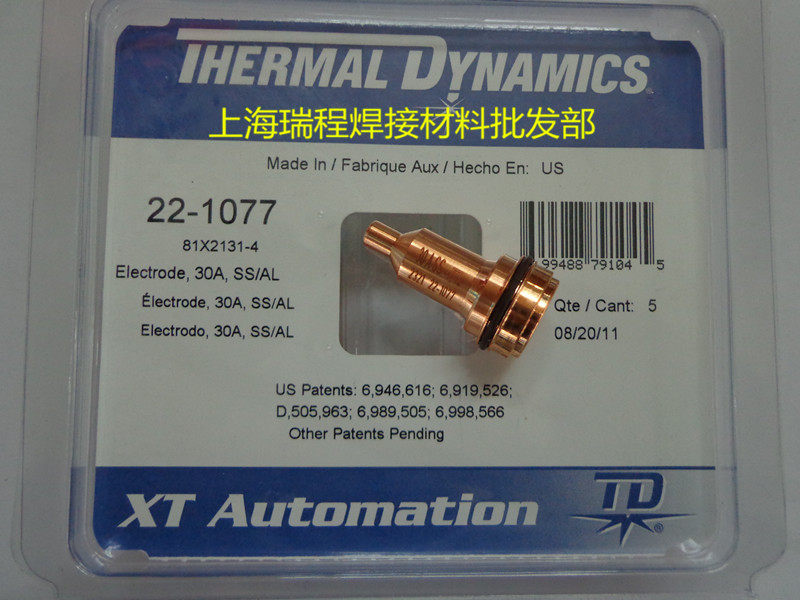 THERMAL DYNAMICS
上海瑞程焊接材料批发部
Made In / Fabrique Aux / Hecho En: US
22-1077
81X2131-4
Electrode, 30A, SS/AL
Électrode, 30A, SS/AL
Electrodo, 30A, SS/AL
22-1077
99488 79104 5
Qte / Cant: 5
08/20/11
US Patents: 6,946,616; 6,919,526;
D,505,963; 6,989,505; 6,998,566
Other Patents Pending
XT Automation
TD®